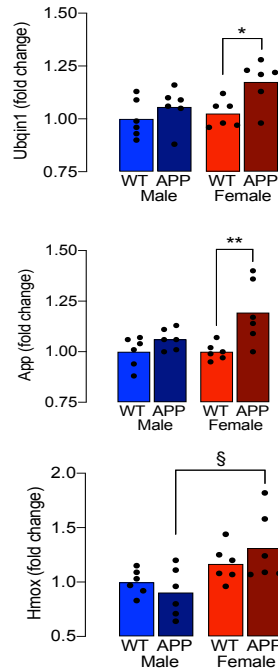 Ubqin1 (fold change)
1.50
1.25
1.00
0.75
*
WT APP WT APP
Male Female
App (fold change)
1.50
1.25
1.00
0.75
**
WT APP WT APP
Male Female
Hmox (fold change)
2.0
1.5
1.0
0.5
§
WT APP WT APP
Male Female